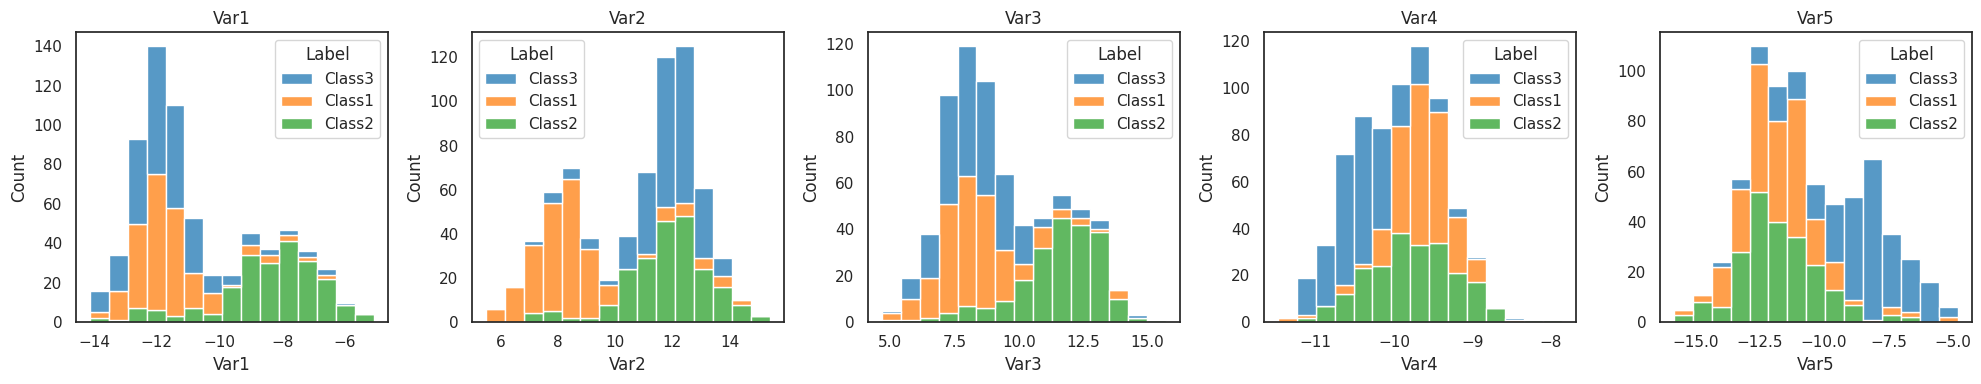 Var1
Count
140
120
100
80
60
40
20
0
−14
−12
−10
−8
−6
Label
Class3
Class1
Class2
Var1
Var2
Count
120
100
80
60
40
20
0
6
8
10
12
14
Label
Class3
Class1
Class2
Var2
Var3
Count
120
100
80
60
40
20
0
5.0
7.5
10.0
12.5
15.0
Label
Class3
Class1
Class2
Var3
Var4
Count
120
100
80
60
40
20
0
−11
−10
−9
−8
Label
Class3
Class1
Class2
Var4
Var5
Count
100
80
60
40
20
0
−15.0
−12.5
−10.0
−7.5
−5.0
Label
Class3
Class1
Class2
Var5